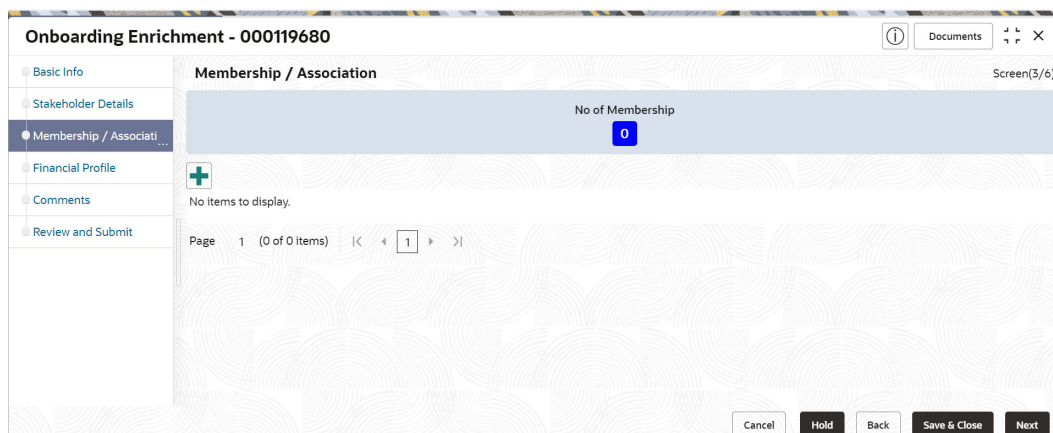 Onboarding Enrichment - 000119680
Documents
Basic Info
Stakeholder Details
Membership / Associati...
Financial Profile
Comments
Review and Submit
Membership / Association
Screen(3/6)
No of Membership
0
No items to display.
Page 1 (0 of 0 items) 1
Cancel Hold Back Save & Close Next